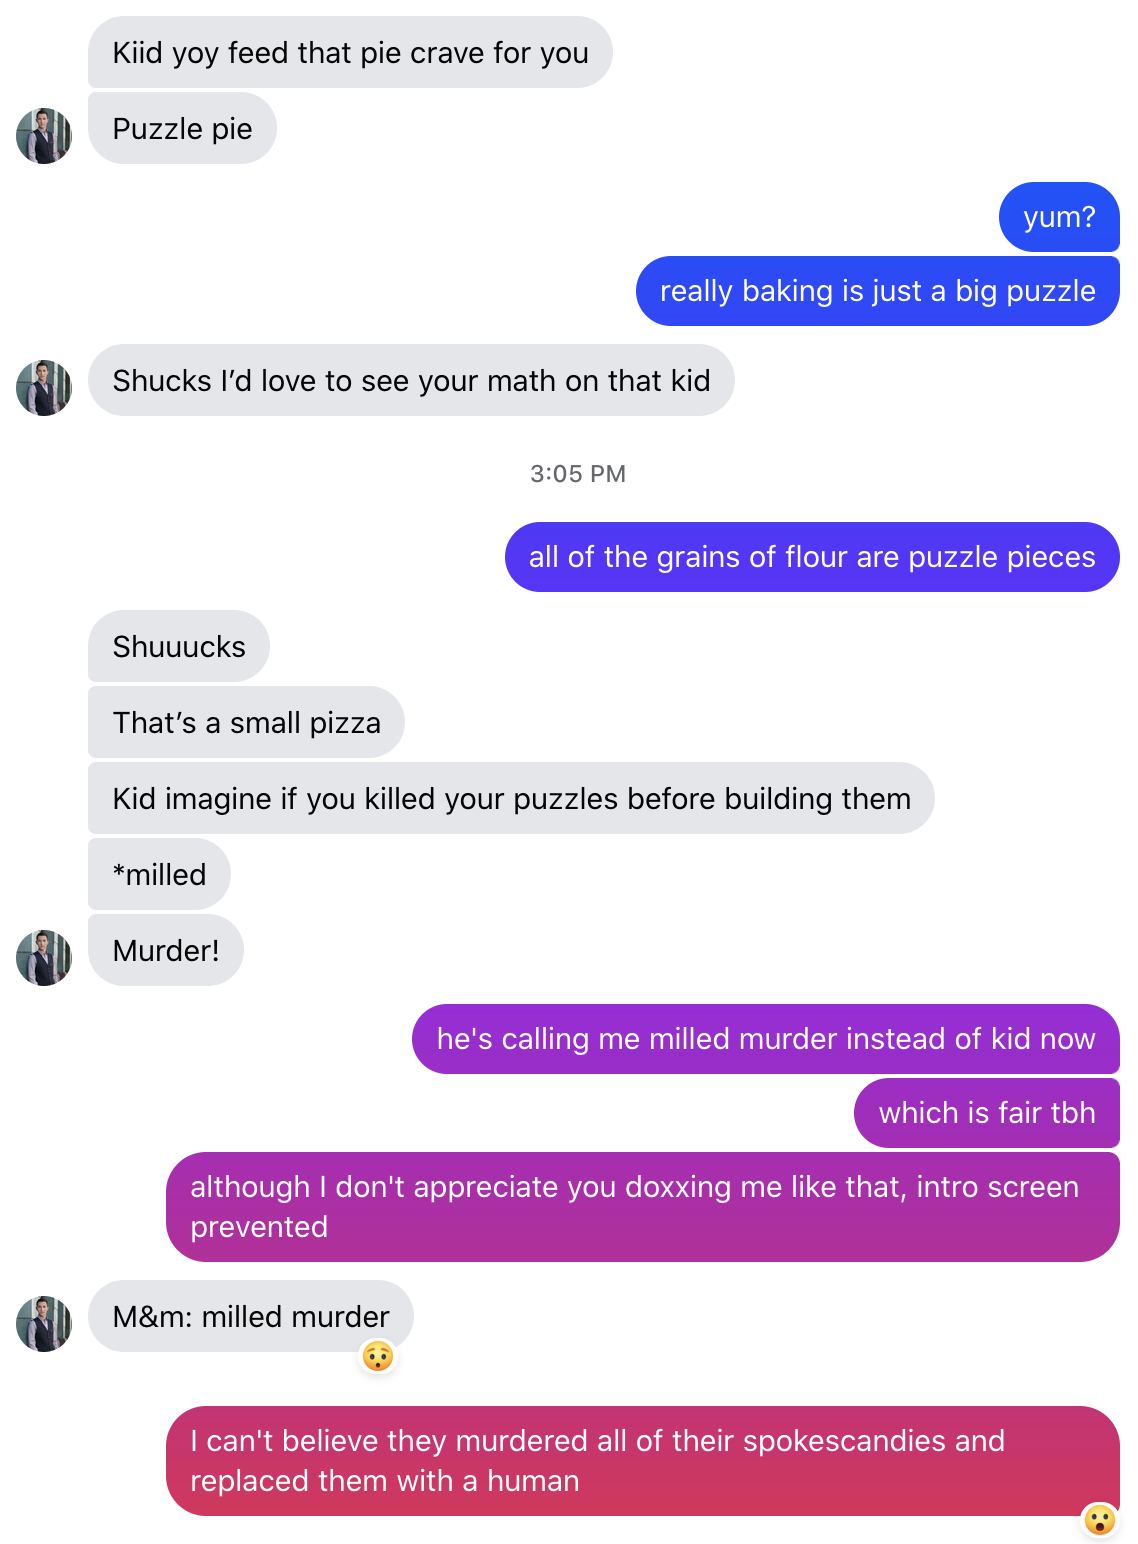 Kiid yoy feed that pie crave for you
Puzzle pie
yum?
really baking is just a big puzzle
Shucks I’d love to see your math on that kid
3:05 PM
all of the grains of flour are puzzle pieces
Shuuucks
That’s a small pizza
Kid imagine if you killed your puzzles before building them
*milled
Murder!
he's calling me milled murder instead of kid now
which is fair tbh
although I don't appreciate you doxxing me like that, intro screen
prevented
M&m: milled murder
I can't believe they murdered all of their spokescandies and
replaced them with a human